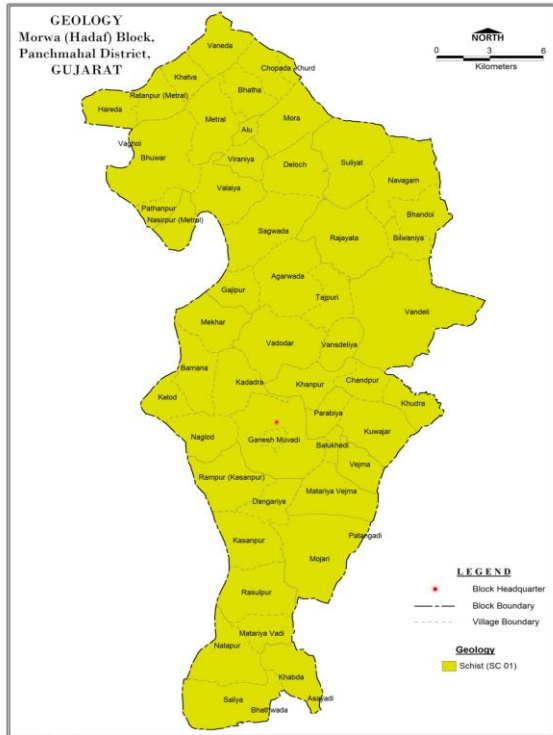 GEOLOGY
Morwa (Hadaf) Block,
Panchmahal District,
GUJARAT
NORTH
0 3 6
Kilometers
Vaneda
Chopada Khurd
Khatva
Bhatha
Ratanpur (Metral)
Hareda
Metral
Mora
Alu
Vaghoi
Bhuwar
Viraniya
Deloch
Suliyat
Navagam
Valaiya
Pathanpur
Bhandoi
Nasirpur (Metral)
Sagwada
Rajayata
Bilwaniya
Agarwada
Gajipur
Tajpuri
Vandeli
Mekhar
Vadodar
Vansdeliya
Bamana
Kadadra
Khanpur
Chandpur
Kelod
Khudra
Parabiya
Kuwajar
Naglod
Ganesh Muvadi
Balukhedi
Vejma
Rampur (Kasanpur)
Matariya Vejma
Dangariya
Patangadi
Kasanpur
Mojari
Rasulpur
Matariya Vadi
Natapur
Khabda
Saliya
Asayadi
Bhathwada
LEGEND
Block Headquarter
Block Boundary
Village Boundary
Geology
Schist (SC 01)